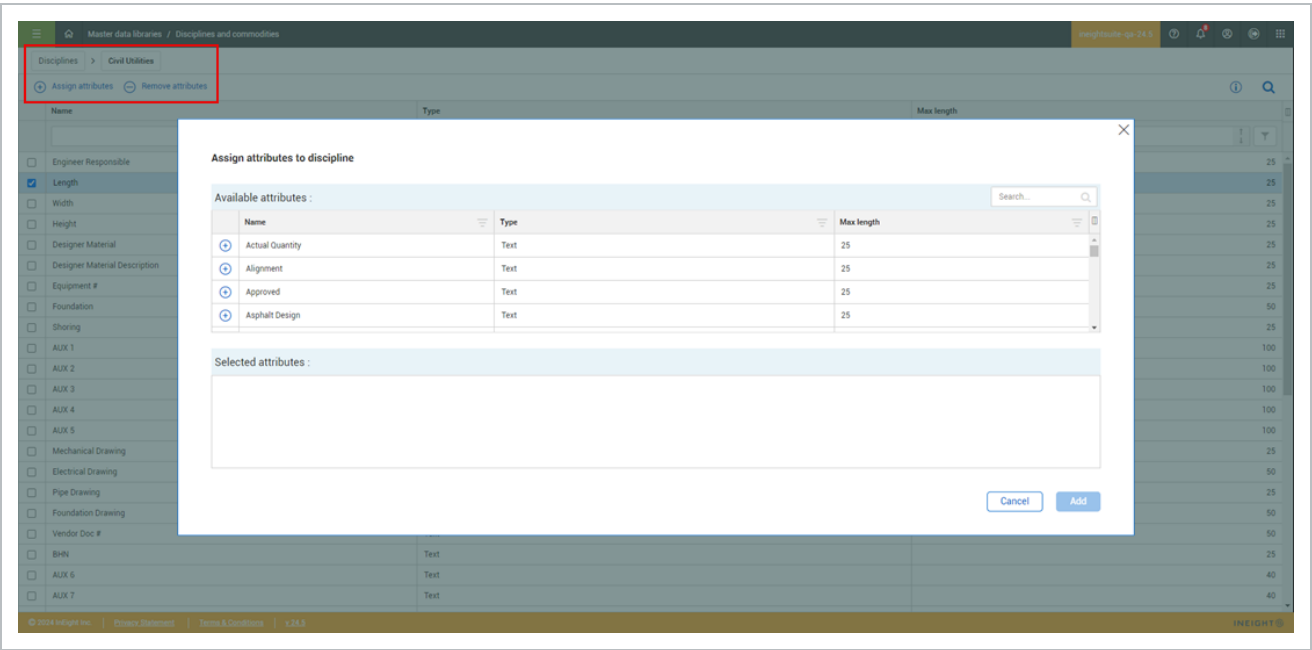 Master data libraries / Disciplines and commodities
Disciplines > Civil Utilities
Assign attributes Remove attributes
Name Type Max length
Engineer Responsible 25
Length 25
Width 25
Height 25
Designer Material 25
Designer Material Description 25
Equipment # 25
Foundation 50
Shoring 25
AUX 1 100
AUX 2 100
AUX 3 100
AUX 4 100
AUX 5 100
Mechanical Drawing 25
Electrical Drawing 50
Pipe Drawing 25
Foundation Drawing 50
Vendor Doc # 50
BHN Text 25
AUX 6 Text 40
AUX 7 Text 40
Assign attributes to discipline
Available attributes :
Search...
Name Type Max length
Actual Quantity Text 25
Alignment Text 25
Approved Text 25
Asphalt Design Text 25
Selected attributes :
Cancel Add
© 2024 InEight Inc. | Privacy Statement | Terms & Conditions |
INEIGHT